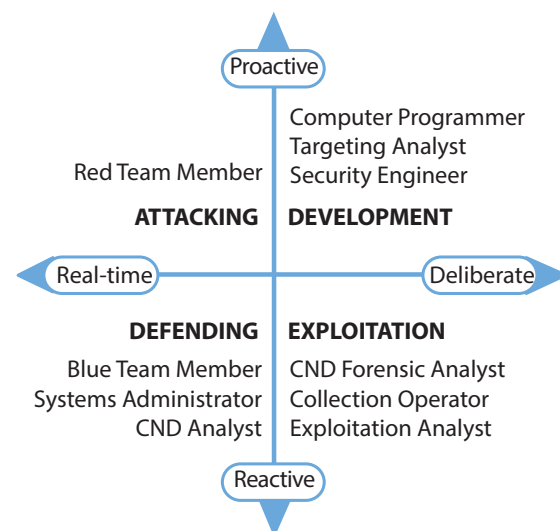 Proactive
Computer Programmer
Targeting Analyst
Red Team Member
Security Engineer
ATTACKING
DEVELOPMENT
Real-time
Deliberate
DEFENDING
EXPLOITATION
Blue Team Member
CND Forensic Analyst
Systems Administrator
Collection Operator
CND Analyst
Exploitation Analyst
Reactive